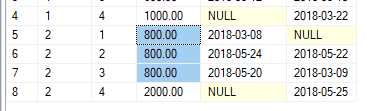 4 1 4 1000.00 NULL 2018-03-22
5 2 1 800.00 2018-03-08 NULL
6 2 2 800.00 2018-05-24 2018-05-22
7 2 3 800.00 2018-05-20 2018-03-09
8 2 4 2000.00 NULL 2018-05-25